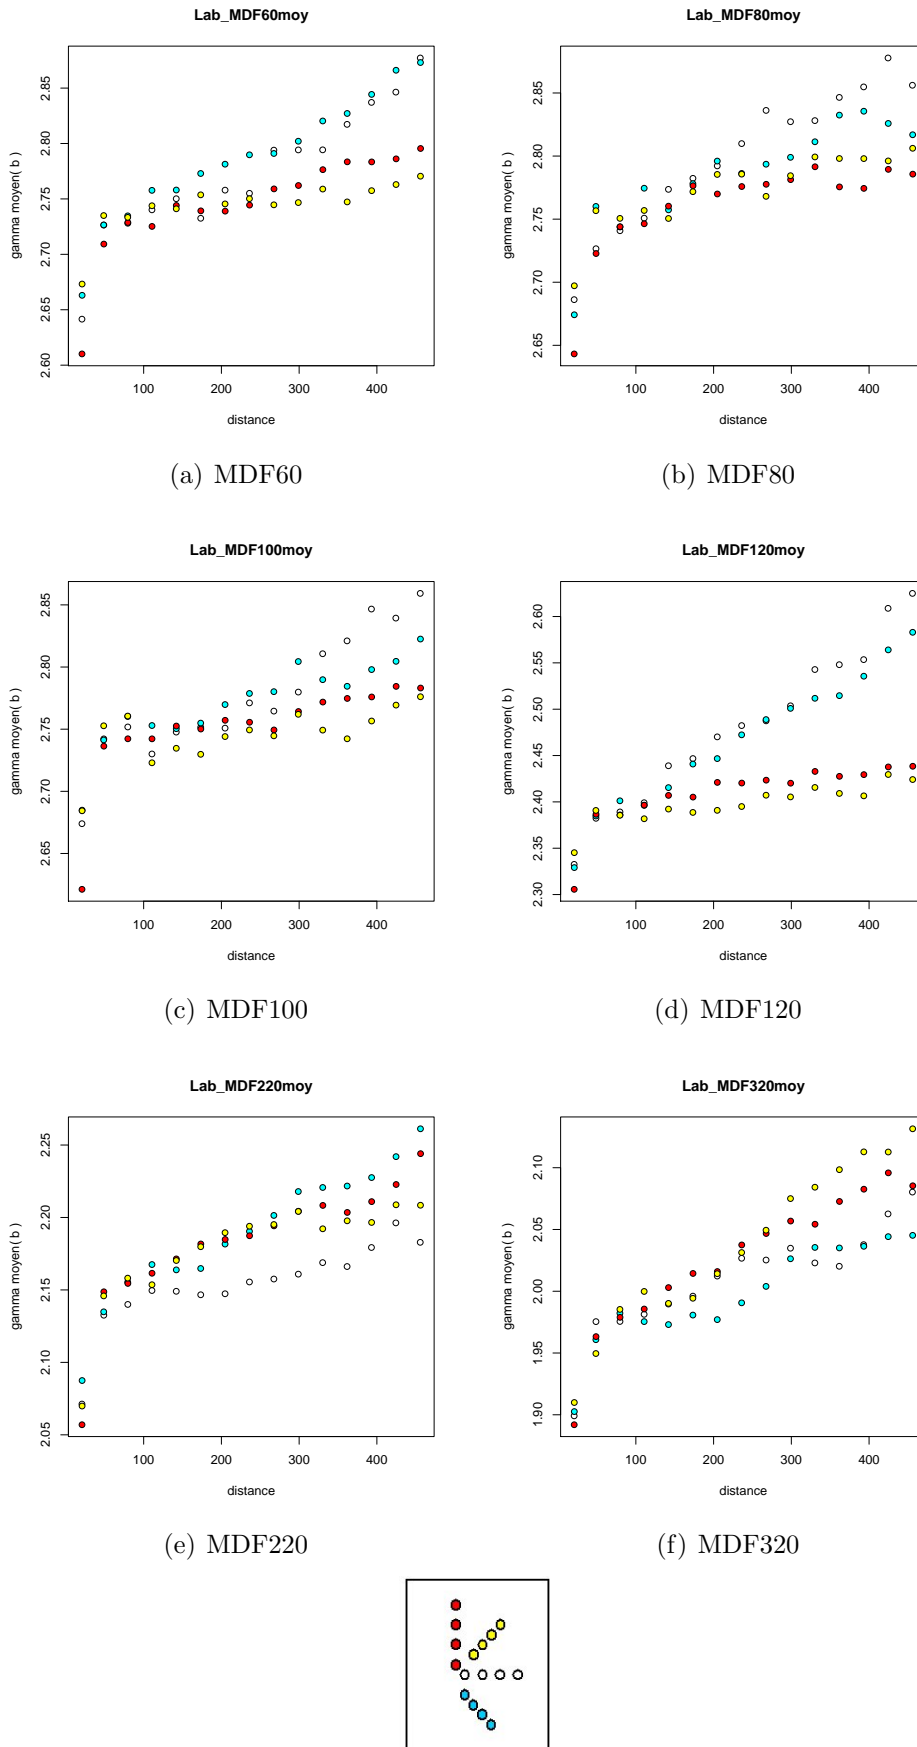 Lab_MDF60moy
gamma moyen( b )
2.60 2.65 2.70 2.75 2.80 2.85
100 200 300 400
distance
(a) MDF60
Lab_MDF80moy
gamma moyen( b )
2.65 2.70 2.75 2.80 2.85
100 200 300 400
distance
(b) MDF80
Lab_MDF100moy
gamma moyen( b )
2.65 2.70 2.75 2.80 2.85
100 200 300 400
distance
(c) MDF100
Lab_MDF120moy
gamma moyen( b )
2.30 2.35 2.40 2.45 2.50 2.55 2.60
100 200 300 400
distance
(d) MDF120
Lab_MDF220moy
gamma moyen( b )
2.05 2.10 2.15 2.20 2.25
100 200 300 400
distance
(e) MDF220
Lab_MDF320moy
gamma moyen( b )
1.90 1.95 2.00 2.05 2.10
100 200 300 400
distance
(f) MDF320